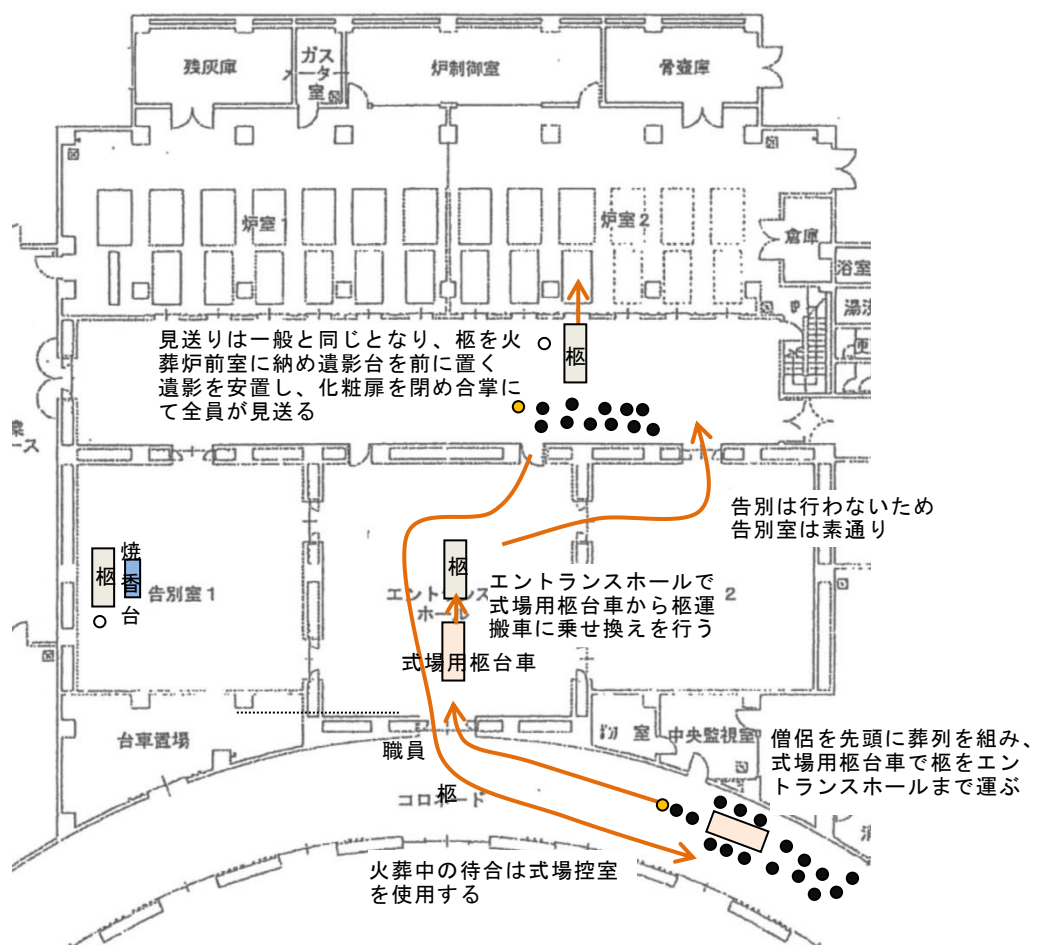 残灰庫
ガス
メーター
室
炉制御室
骨壺庫
炉室1
炉室2
倉庫
浴室
湯沸
便
見送りは一般と同じとなり、柩を火
葬炉前室に納め遺影台を前に置く
遺影を安置し、化粧扉を閉め合掌に
て全員が見送る
柩
ース
告別は行わないため
告別室は素通り
柩
焼香台
告別室1
柩
エントランス
ホール
エントランスホールで
式場用柩台車から柩運
搬車に乗せ換えを行う
2
式場用柩台車
台車置場
職員
室
中央監視室
僧侶を先頭に葬列を組み、
式場用柩台車で柩をエン
トランスホールまで運ぶ
柩
コロネード
火葬中の待合は式場控室
を使用する